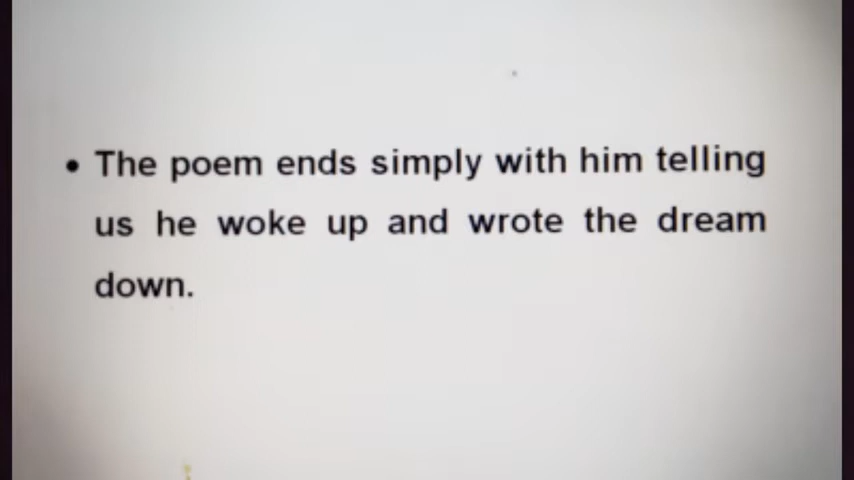 • The poem ends simply with him telling
us he woke up and wrote the dream
down.